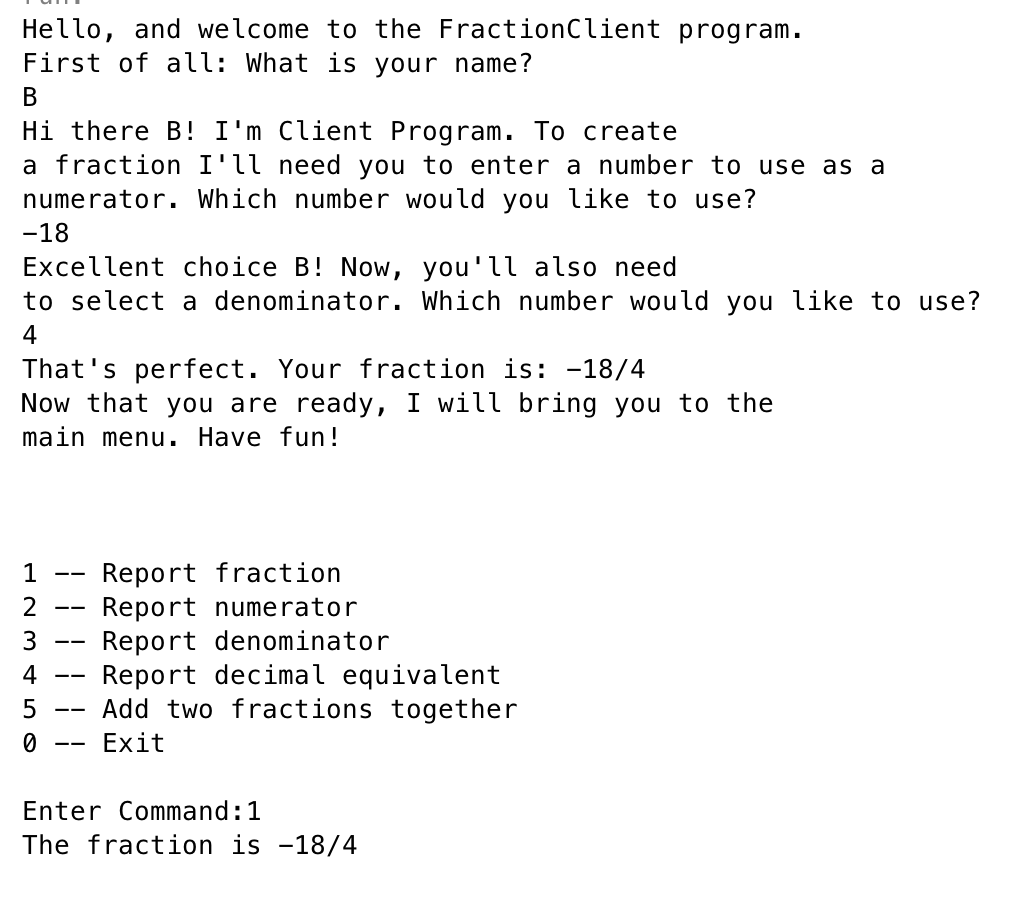 Hello, and welcome to the FractionClient program.
First of all: What is your name?
B
Hi there B! I'm Client Program. To create
a fraction I'll need you to enter a number to use as a
numerator. Which number would you like to use?
-18
Excellent choice B! Now, you'll also need
to select a denominator. Which number would you like to use?
4
That's perfect. Your fraction is: -18/4
Now that you are ready, I will bring you to the
main menu. Have fun!
1 -- Report fraction
2 -- Report numerator
3 -- Report denominator
4 -- Report decimal equivalent
5 -- Add two fractions together
0 -- Exit
Enter Command:1
The fraction is -18/4